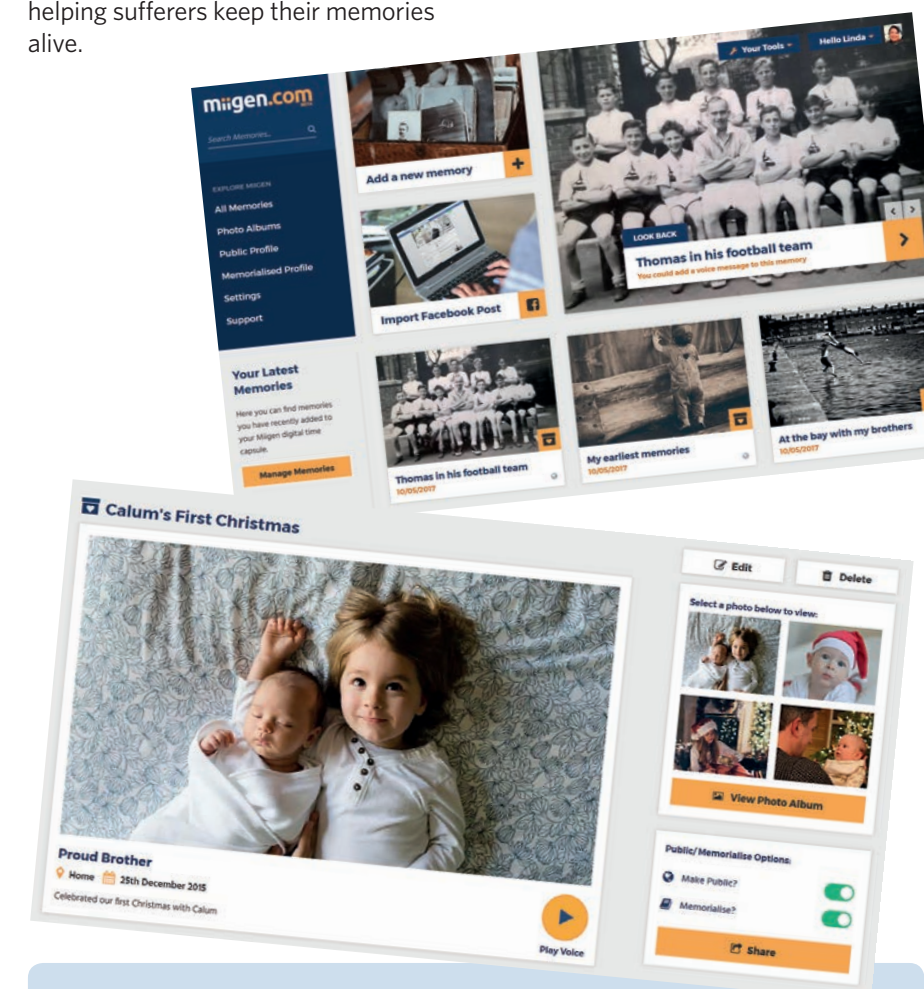 helping sufferers keep their memories
alive.
miigen.com
BETA
Search Memories...
EXPLORE MIIGEN
All Memories
Photo Albums
Public Profile
Memorialised Profile
Settings
Support
Your Latest
Memories
Here you can find memories
you have recently added to
your Miigen digital time
capsule.
Manage Memories
Add a new memory
Import Facebook Post
Your Tools
Hello Linda
LOOK BACK
Thomas in his football team
You could add a voice message to this memory
Thomas in his football team
10/05/2017
My earliest memories
10/05/2017
At the bay with my brothers
10/05/2017
Calum's First Christmas
Proud Brother
Home 25th December 2015
Celebrated our first Christmas with Calum
Play Voice
Edit
Delete
Select a photo below to view:
View Photo Album
Public/Memorialise Options:
Make Public?
Memorialise?
Share